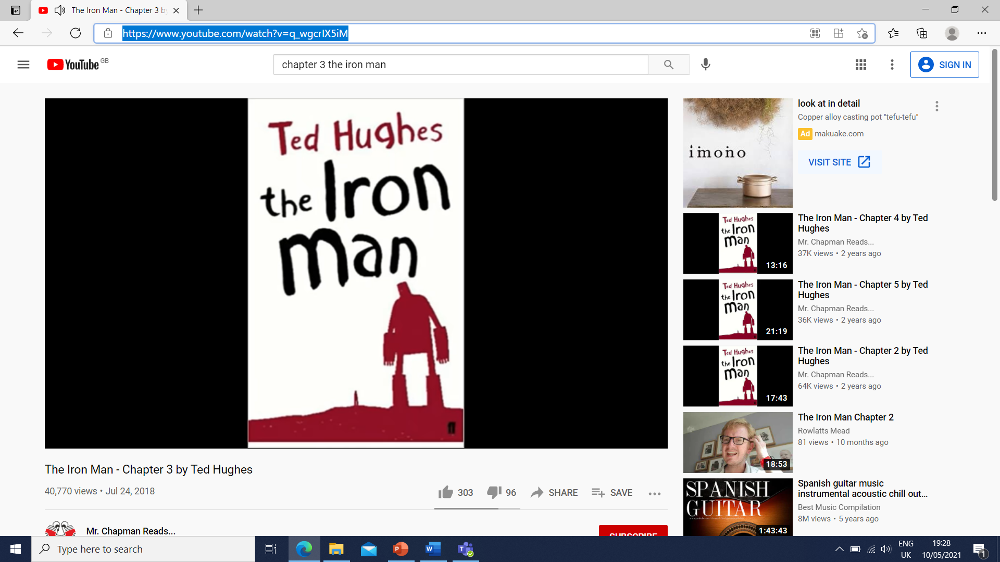 The Iron Man - Chapter 3 b
https://www.youtube.com/watch?v=q_wgcrIX5iM
YouTube GB
chapter 3 the iron man
SIGN IN
Ted Hughes
the Iron
man
ff
The Iron Man - Chapter 3 by Ted Hughes
40,770 views • Jul 24, 2018
303
96
SHARE
SAVE
Mr. Chapman Reads...
SUBSCRIBE
imono
look at in detail
Copper alloy casting pot "tefu-tefu"
Ad makuake.com
VISIT SITE
Ted Hughes
the Iron
man
13:16
The Iron Man - Chapter 4 by Ted
Hughes
Mr. Chapman Reads...
37K views • 2 years ago
Ted Hughes
the Iron
man
21:19
The Iron Man - Chapter 5 by Ted
Hughes
Mr. Chapman Reads...
36K views • 2 years ago
Ted Hughes
the Iron
man
17:43
The Iron Man - Chapter 2 by Ted
Hughes
Mr. Chapman Reads...
64K views • 2 years ago
18:53
The Iron Man Chapter 2
Rowlatts Mead
81 views • 10 months ago
SPANISH
GUITAR
1:43:43
Spanish guitar music
instrumental acoustic chill out...
Best Music Compilation
8M views • 5 years ago
Type here to search
P
W
T
ENG
UK
19:28
10/05/2021
1